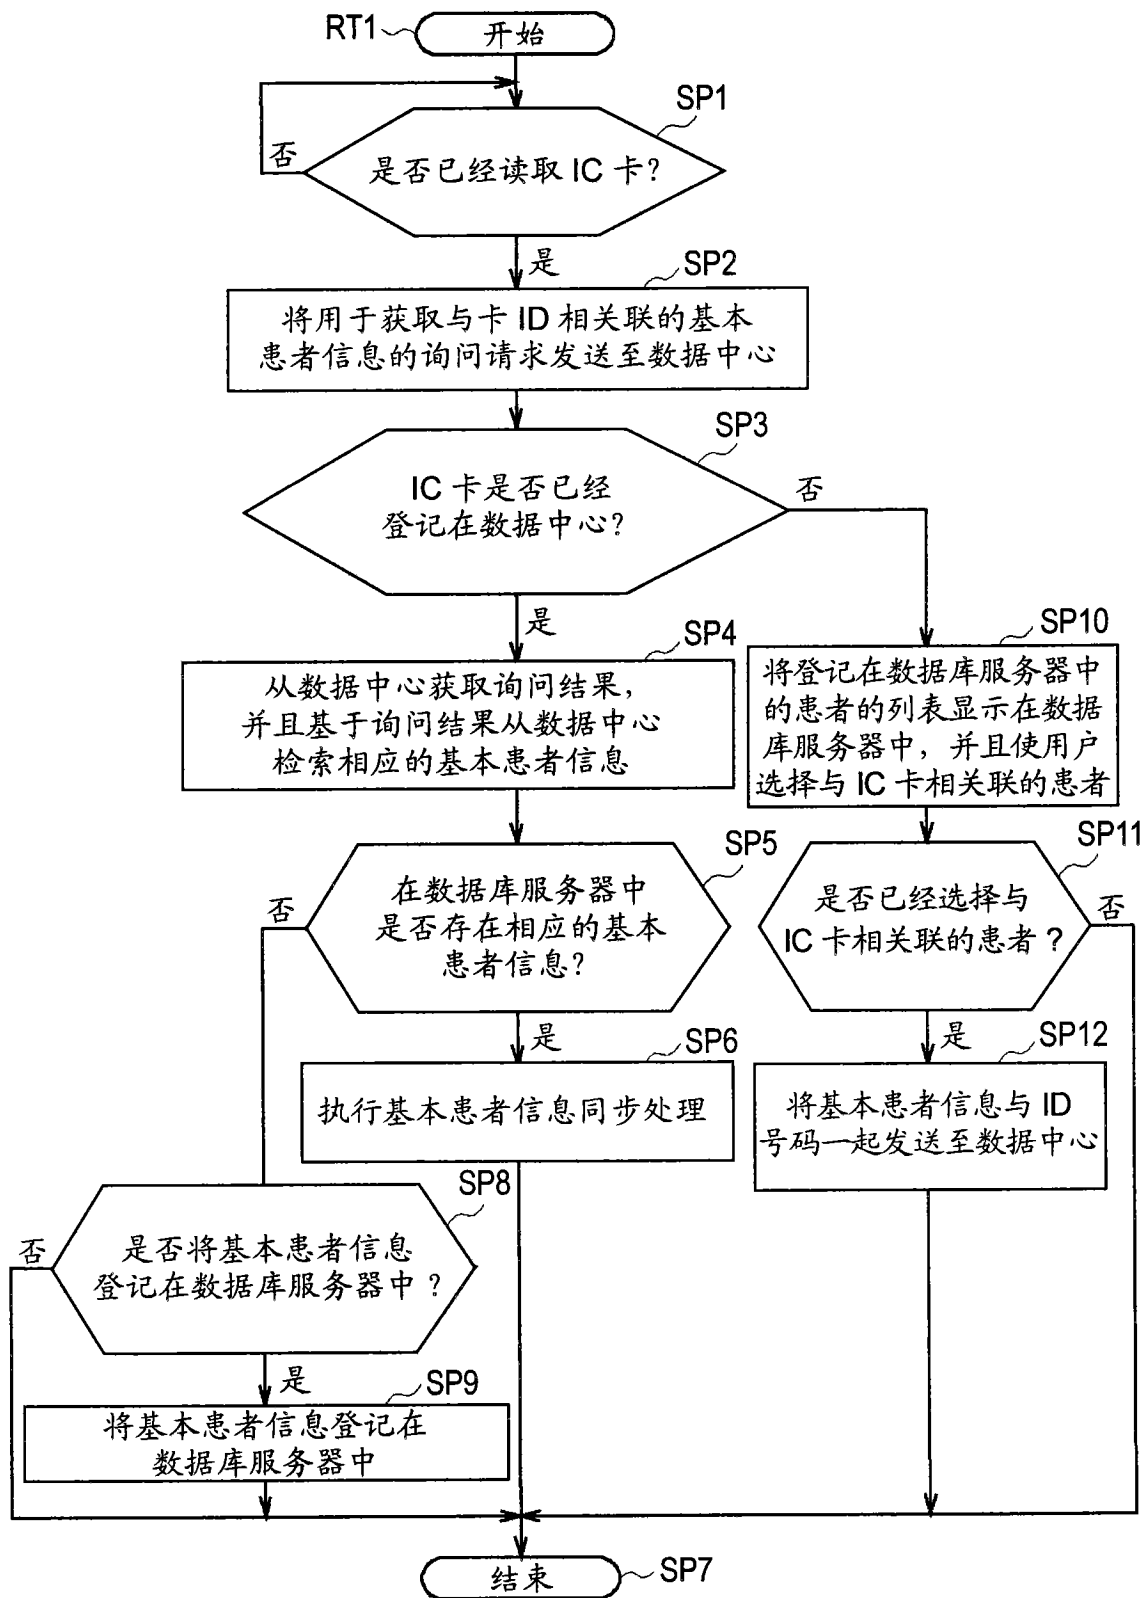 RT1
开始
SP1
否
是否已经读取 IC 卡?
是
SP2
将用于获取与卡 ID 相关联的基本
患者信息的询问请求发送至数据中心
SP3
IC 卡是否已经
登记在数据中心?
否
是
SP4
从数据中心获取询问结果,
并且基于询问结果从数据中心
检索相应的基本患者信息
SP10
将登记在数据库服务器中
的患者的列表显示在数据
库服务器中, 并且使用户
选择与 IC 卡相关联的患者
SP5
否
在数据库服务器中
是否存在相应的基本
患者信息?
SP11
是否已经选择与
IC 卡相关联的患者?
否
是
SP6
执行基本患者信息同步处理
是
SP12
将基本患者信息与 ID
号码一起发送至数据中心
SP8
否
是否将基本患者信息
登记在数据库服务器中?
是
SP9
将基本患者信息登记在
数据库服务器中
结束
SP7